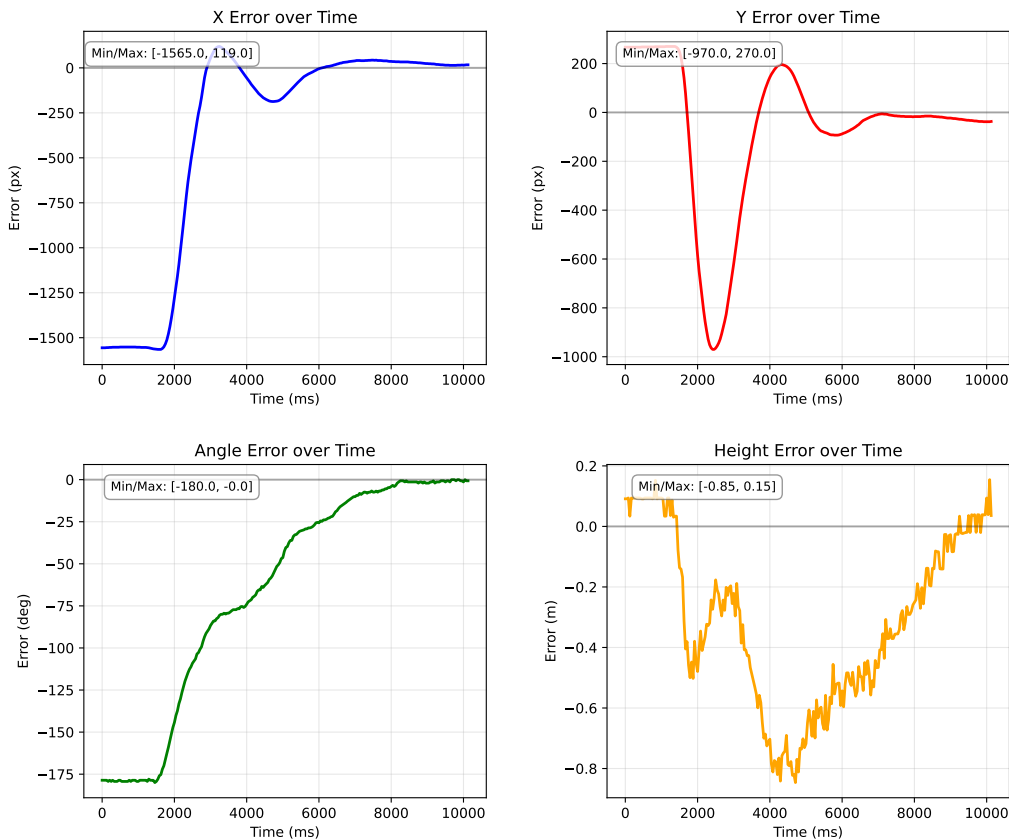 X Error over Time
Min/Max: [-1565.0, 119.0]
Error (px)
0
−250
−500
−750
−1000
−1250
−1500
0 2000 4000 6000 8000 10000
Time (ms)
Y Error over Time
Min/Max: [-970.0, 270.0]
Error (px)
200
0
−200
−400
−600
−800
−1000
0 2000 4000 6000 8000 10000
Time (ms)
Angle Error over Time
Min/Max: [-180.0, -0.0]
Error (deg)
0
−25
−50
−75
−100
−125
−150
−175
0 2000 4000 6000 8000 10000
Time (ms)
Height Error over Time
Min/Max: [-0.85, 0.15]
Error (m)
0.2
0.0
−0.2
−0.4
−0.6
−0.8
0 2000 4000 6000 8000 10000
Time (ms)